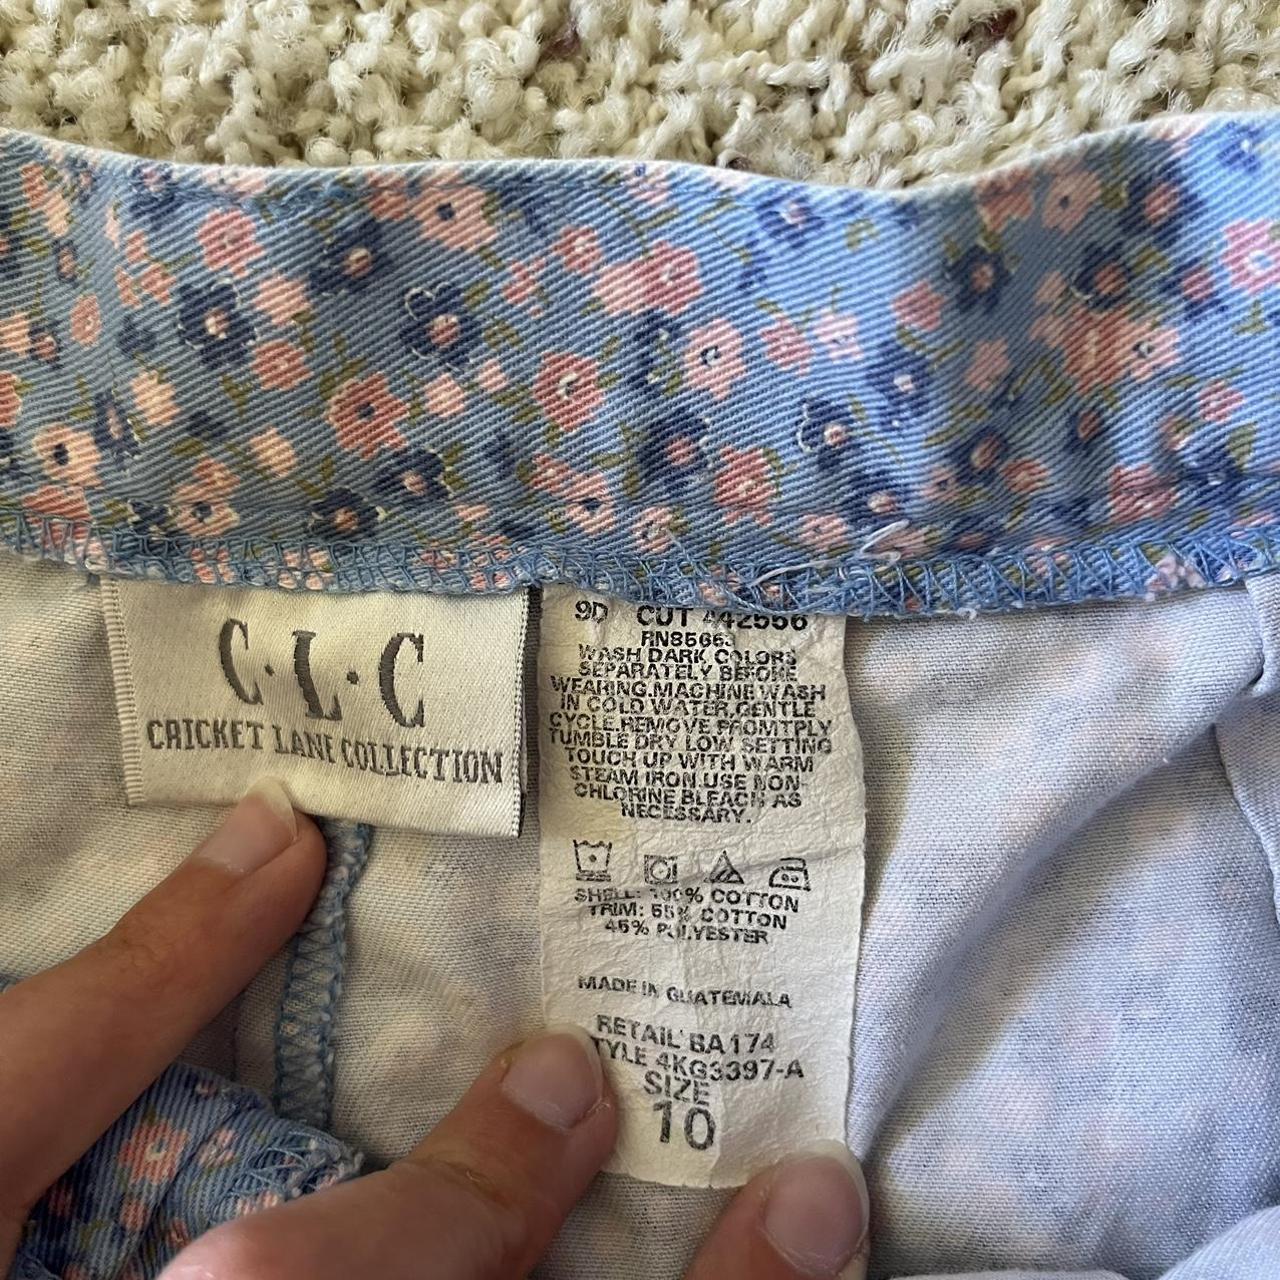 C·L·C
CRICKET LANE COLLECTION
9D CUT 442556
RN85663
WASH DARK COLORS
SEPARATELY BEFORE
WEARING.MACHINE WASH
IN COLD WATER,GENTLE
CYCLE.REMOVE PROMTPLY
TUMBLE DRY LOW SETTING
TOUCH UP WITH WARM
STEAM IRON.USE NON-
CHLORINE BLEACH AS
NECESSARY.
SHELL: 100% COTTON
TRIM: 55% COTTON
45% POLYESTER
MADE IN GUATEMALA
RETAIL BA174
TYLE 4KG3397-A
SIZE
10